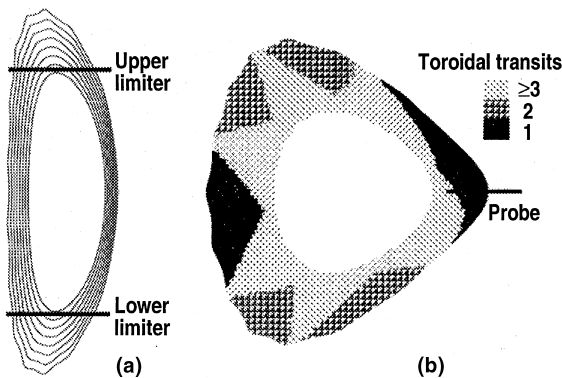 Upper
limiter
Lower
limiter
(a)
Toroidal transits
≥3
2
1
Probe
(b)